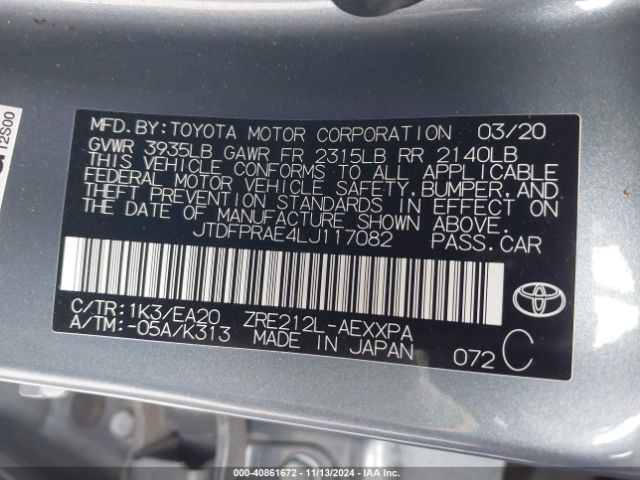 12S00
MFD. BY: TOYOTA MOTOR CORPORATION 03/20
GVWR 3935LB GAWR FR 2315LB RR 2140LB
THIS VEHICLE CONFORMS TO ALL APPLICABLE
FEDERAL MOTOR VEHICLE SAFETY, BUMPER, AND
THEFT PREVENTION STANDARDS IN EFFECT ON
THE DATE OF MANUFACTURE SHOWN ABOVE.
JTDFPRAE4LJ117082 PASS. CAR
C/TR: 1K3/EA20 ZRE212L-AEXXPA
A/TM: -05A/K313 MADE IN JAPAN
072 C
000-40861672 - 11/13/2024 - IAA Inc.